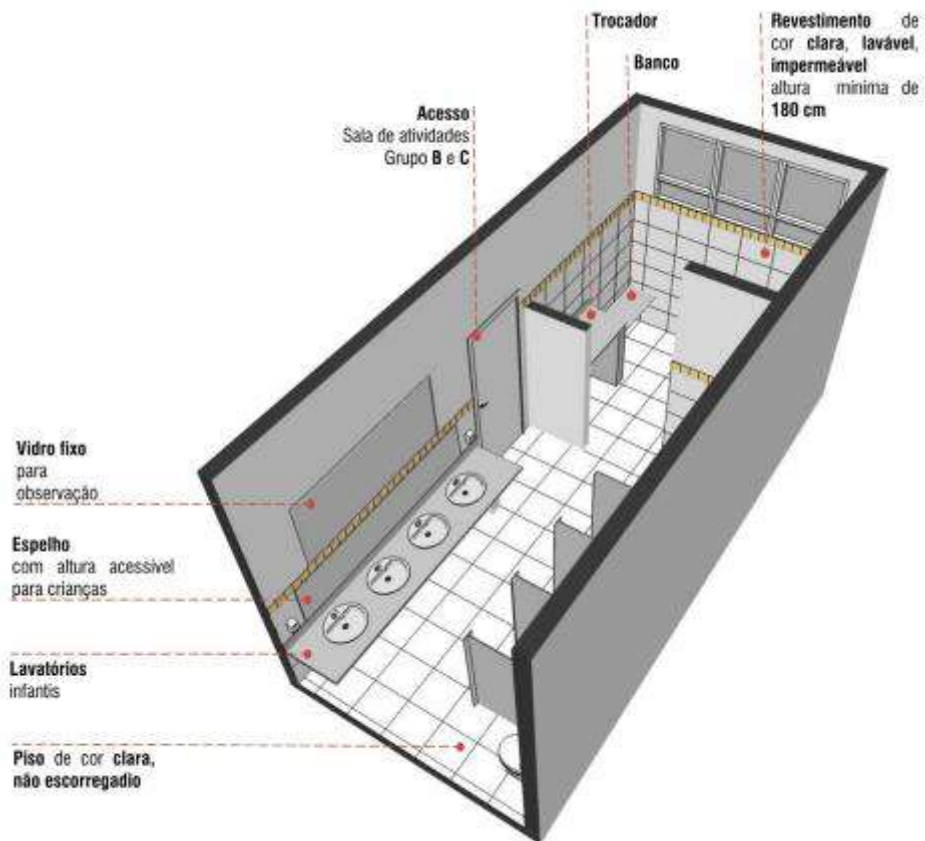 Trocador
Revestimento de
cor clara, lavável,
impermeável
altura mínima de
180 cm
Banco
Acesso
Sala de atividades
Grupo B e C
Vidro fixo
para
observação
Espelho
com altura acessível
para crianças
Lavatórios
infantis
Piso de cor clara,
não escorregadio